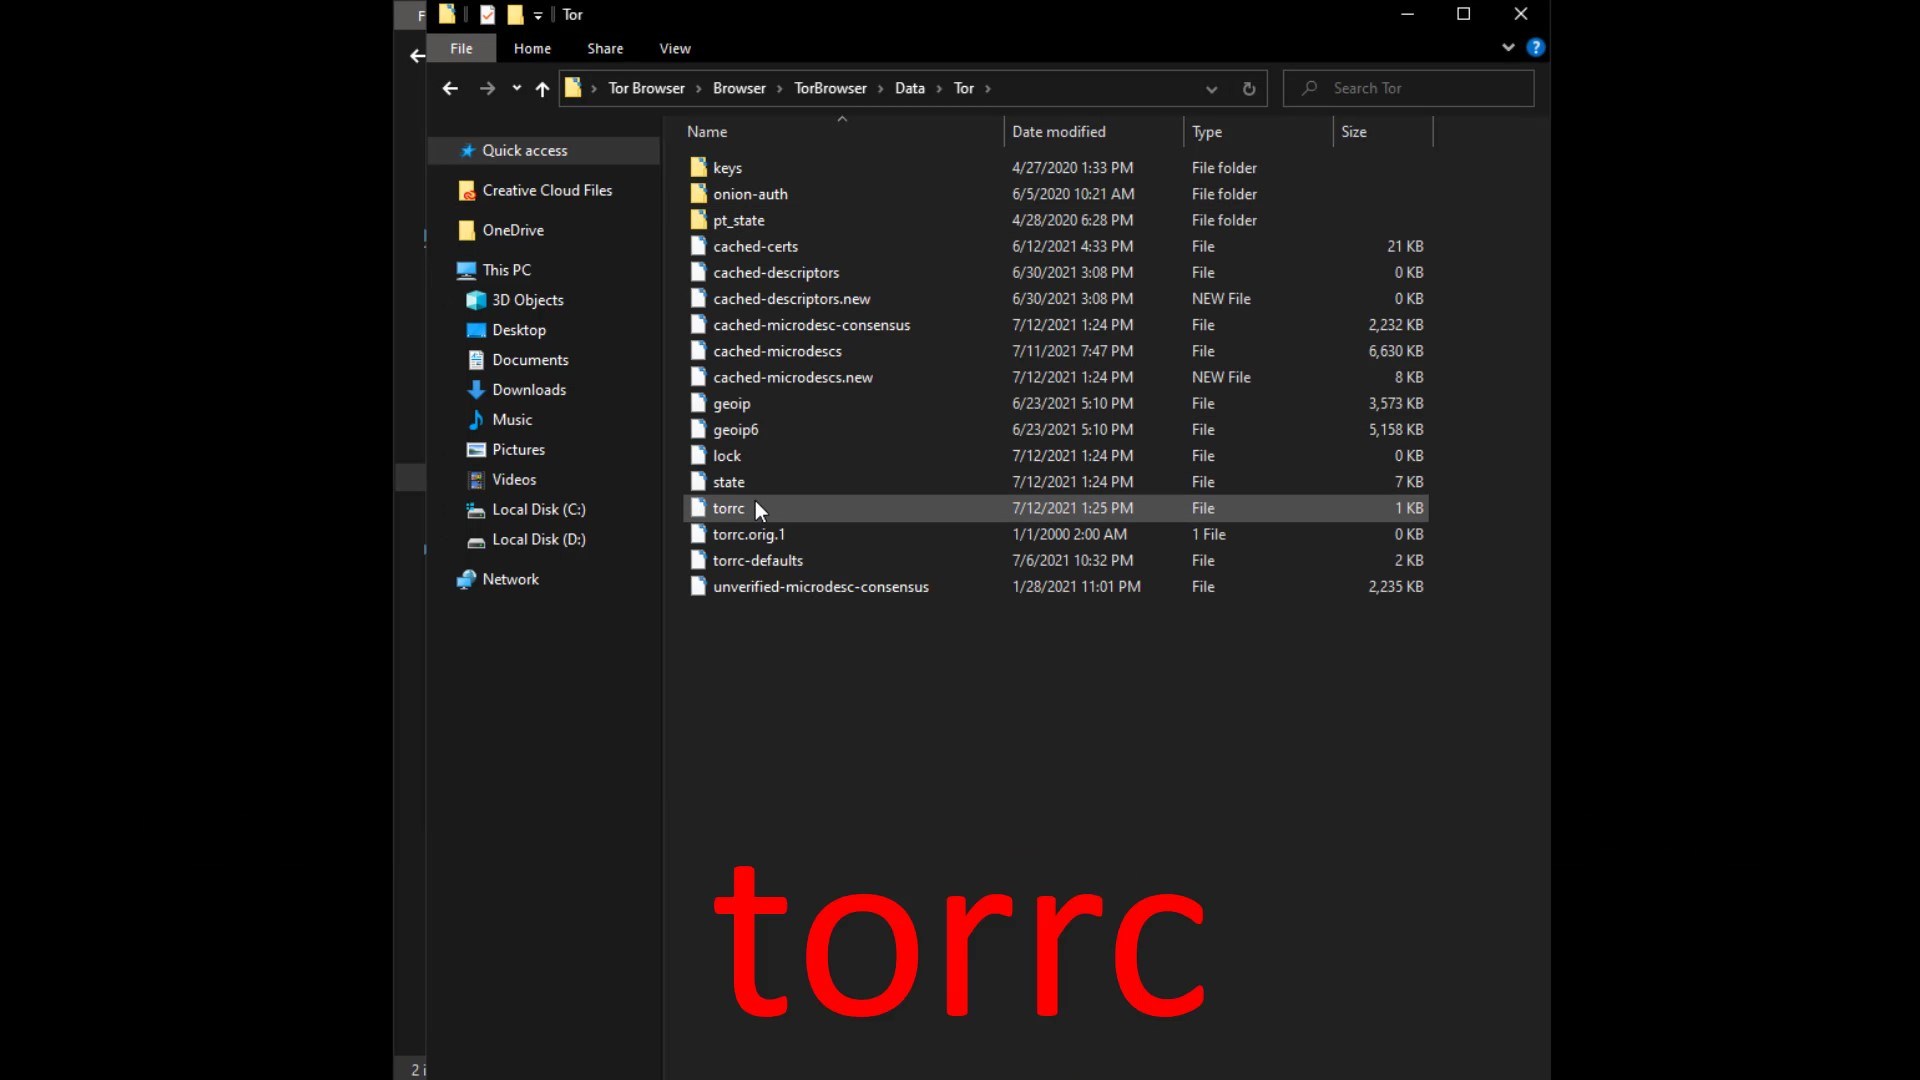 F
Tor
File Home Share View
Tor Browser Browser TorBrowser Data Tor
Search Tor
Name Date modified Type Size
Quick access
Creative Cloud Files
OneDrive
This PC
3D Objects
Desktop
Documents
Downloads
Music
Pictures
Videos
Local Disk (C:)
Local Disk (D:)
Network
keys 4/27/2020 1:33 PM File folder
onion-auth 6/5/2020 10:21 AM File folder
pt_state 4/28/2020 6:28 PM File folder
cached-certs 6/12/2021 4:33 PM File 21 KB
cached-descriptors 6/30/2021 3:08 PM File 0 KB
cached-descriptors.new 6/30/2021 3:08 PM NEW File 0 KB
cached-microdesc-consensus 7/12/2021 1:24 PM File 2,232 KB
cached-microdescs 7/11/2021 7:47 PM File 6,630 KB
cached-microdescs.new 7/12/2021 1:24 PM NEW File 8 KB
geoip 6/23/2021 5:10 PM File 3,573 KB
geoip6 6/23/2021 5:10 PM File 5,158 KB
lock 7/12/2021 1:24 PM File 0 KB
state 7/12/2021 1:24 PM File 7 KB
torrc 7/12/2021 1:25 PM File 1 KB
torrc.orig.1 1/1/2000 2:00 AM 1 File 0 KB
torrc-defaults 7/6/2021 10:32 PM File 2 KB
unverified-microdesc-consensus 1/28/2021 11:01 PM File 2,235 KB
torrc
2 i